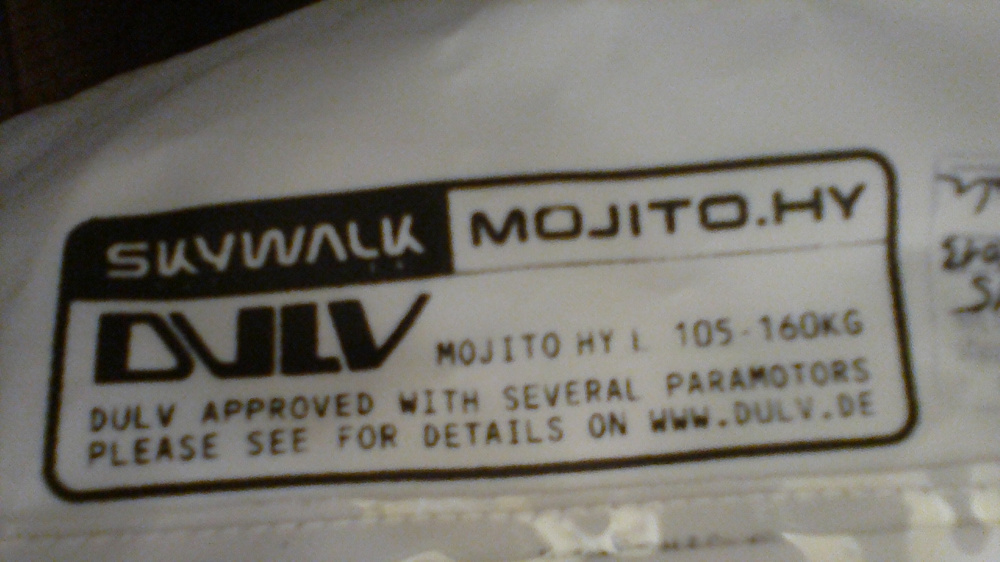 SKYWALK MOJITO.HY
DULV MOJITO HY L 105-160KG
DULV APPROVED WITH SEVERAL PARAMOTORS
PLEASE SEE FOR DETAILS ON WWW.DULV.DE